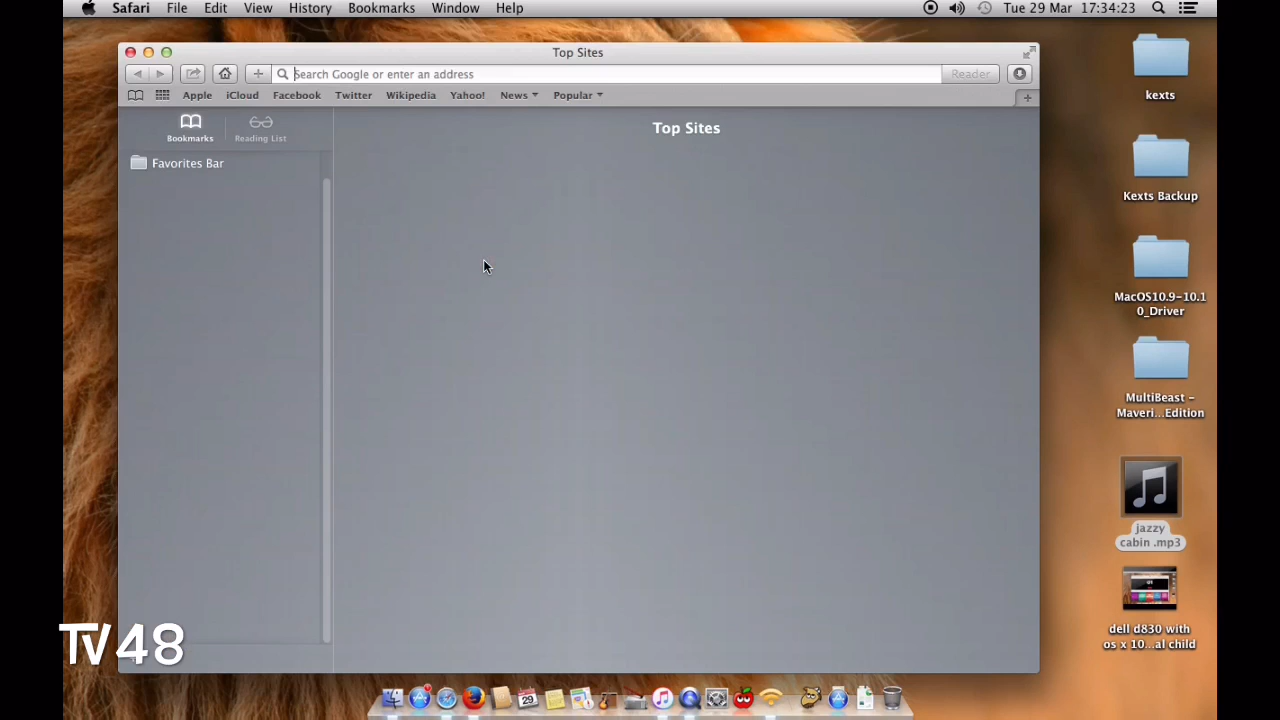 Safari File Edit View History Bookmarks Window Help Tue 29 Mar 17:34:23
Top Sites
Search Google or enter an address Reader
Apple iCloud Facebook Twitter Wikipedia Yahoo! News Popular
Bookmarks Reading List
Top Sites
Favorites Bar
kexts
Kexts Backup
MacOS10.9-10.1
0_Driver
MultiBeast -
Maveri...Edition
jazzy
cabin .mp3
dell d830 with
os x 10...al child
TV48
29